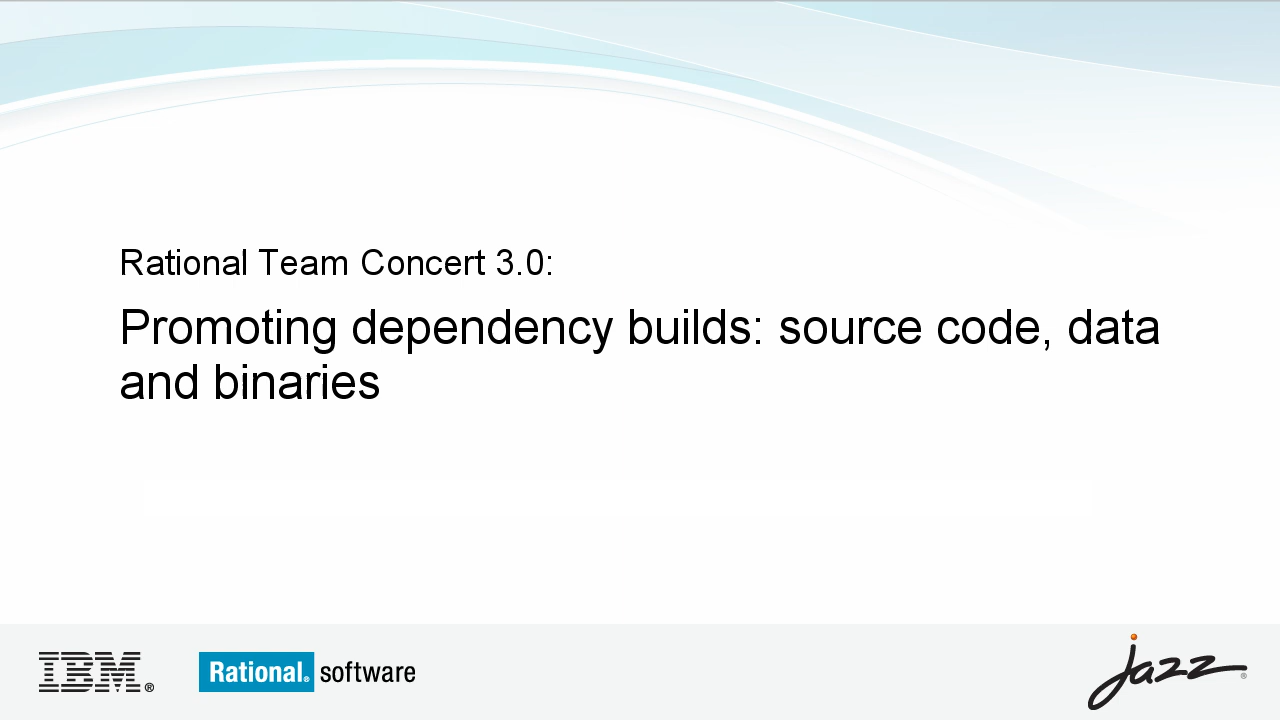 Rational Team Concert 3.0:
Promoting dependency builds: source code, data
and binaries
IBM®
Rational® software
jazz®